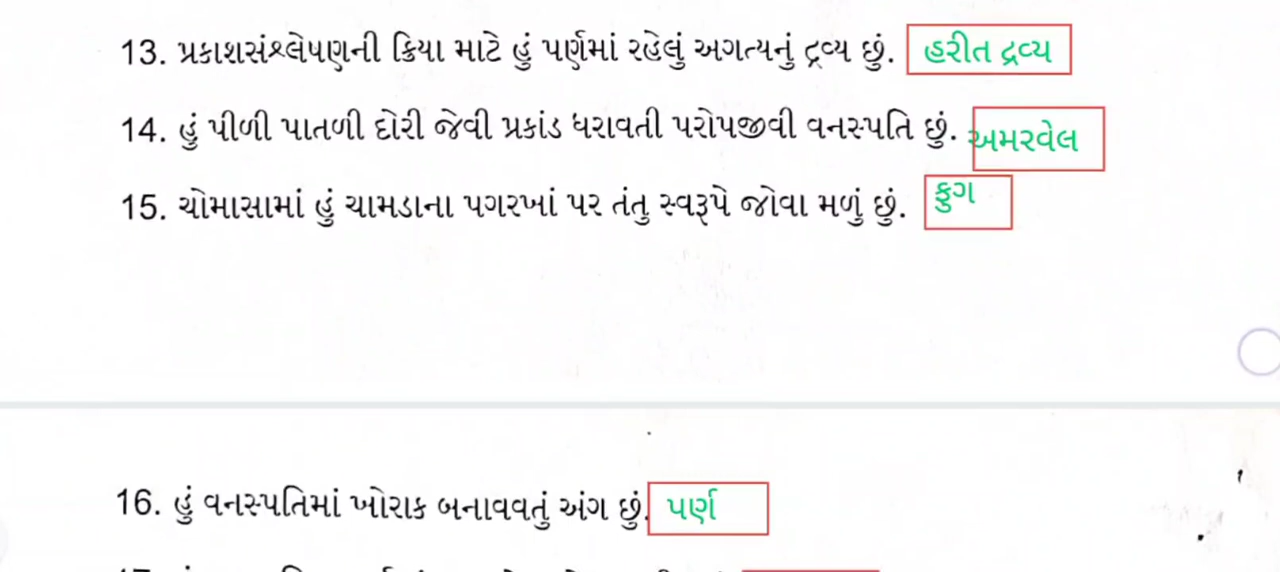 13. પ્રકાશસંશ્લેષણની ક્રિયા માટે હું પર્ણમાં રહેલું અગત્યનું દ્રવ્ય છું. હરીત દ્રવ્ય
14. હું પીળી પાતળી દોરી જેવી પ્રકાંડ ધરાવતી પરોપજીવી વનસ્પતિ છું. અમરવેલ
15. ચોમાસામાં હું ચામડાના પગરખાં પર તંતુ સ્વરૂપે જોવા મળું છું. ફુગ
16. હું વનસ્પતિમાં ખોરાક બનાવવતું અંગ છું. પર્ણ